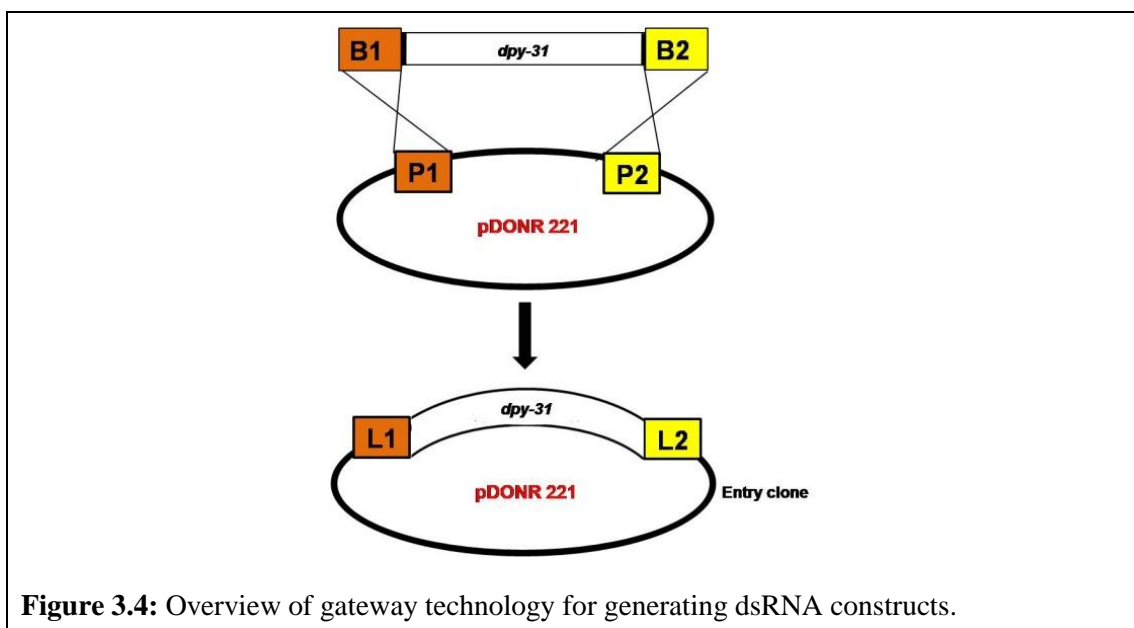 B1 dpy-31 B2
P1 P2
pDONR 221
dpy-31
L1 L2
pDONR 221 Entry clone
Figure 3.4: Overview of gateway technology for generating dsRNA constructs.